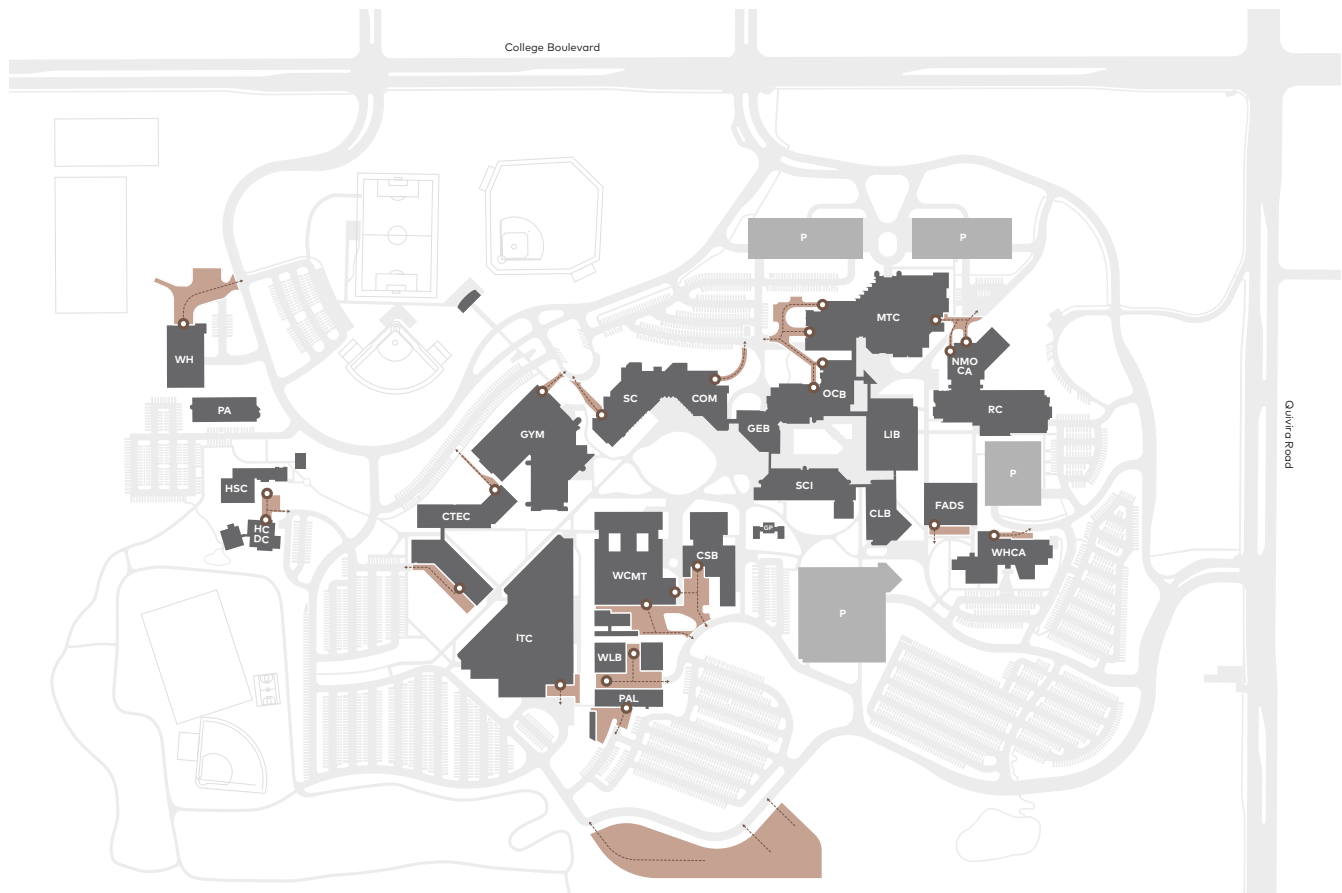 College Boulevard
P
P
MTC
WH
NMO
CA
SC
COM
OCB
PA
RC
GEB
GYM
LIB
Quivira Road
P
SCI
HSC
FADS
CTEC
CLB
GP
HC
DC
WHCA
CSB
WCMT
P
ITC
WLB
PAL